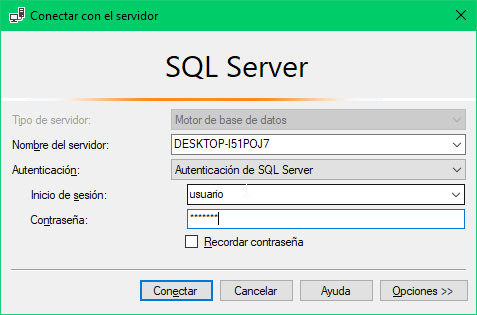 Conectar con el servidor
SQL Server
Tipo de servidor: Motor de base de datos
Nombre del servidor: DESKTOP-I51POJ7
Autenticación: Autenticación de SQL Server
Inicio de sesión: usuario
Contraseña: *******
Recordar contraseña
Conectar Cancelar Ayuda Opciones >>